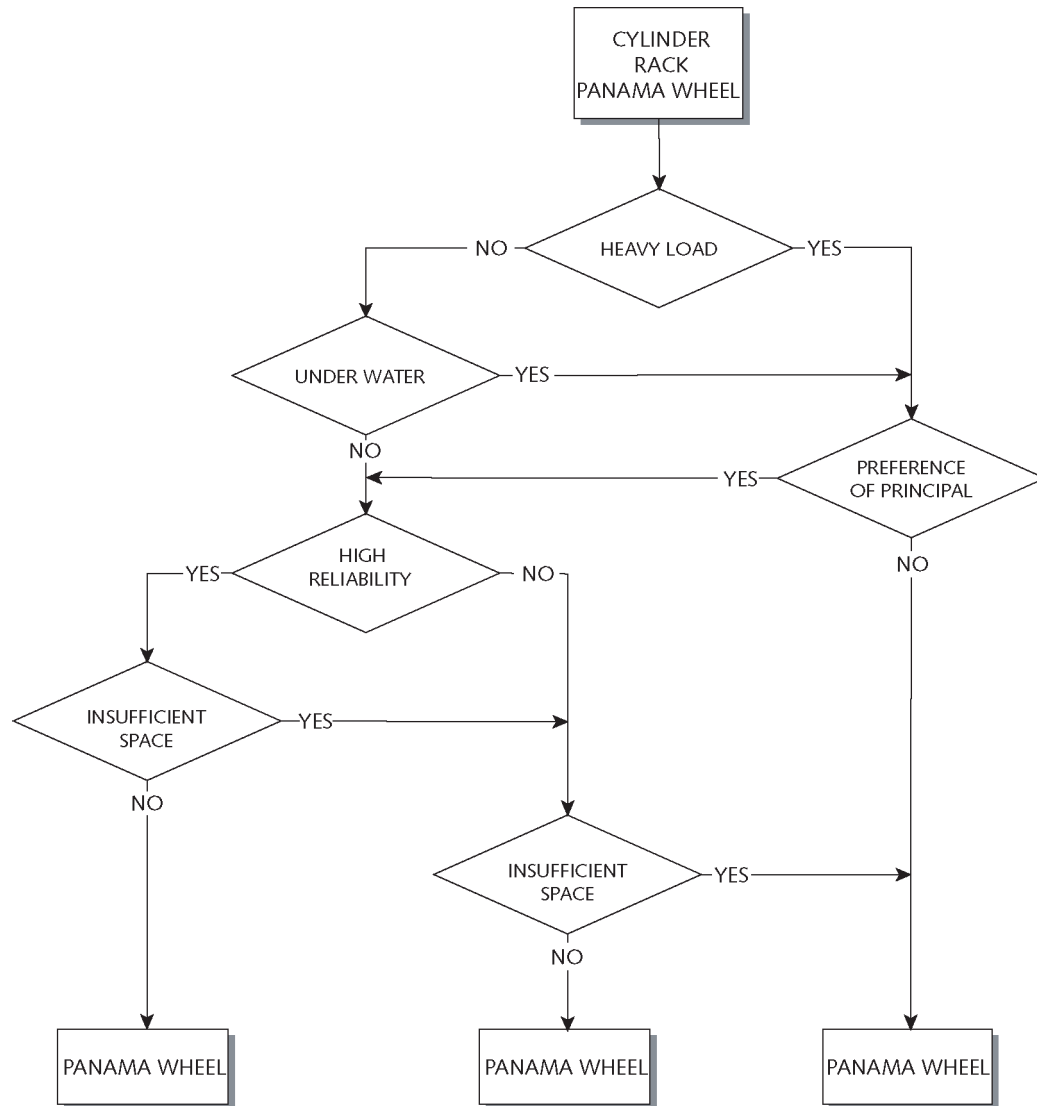 CYLINDER
RACK
PANAMA WHEEL
NO
HEAVY LOAD
YES
UNDER WATER
YES
NO
YES
PREFERENCE
OF PRINCIPAL
HIGH
RELIABILITY
YES
NO
NO
INSUFFICIENT
SPACE
YES
NO
INSUFFICIENT
SPACE
YES
NO
PANAMA WHEEL
PANAMA WHEEL
PANAMA WHEEL